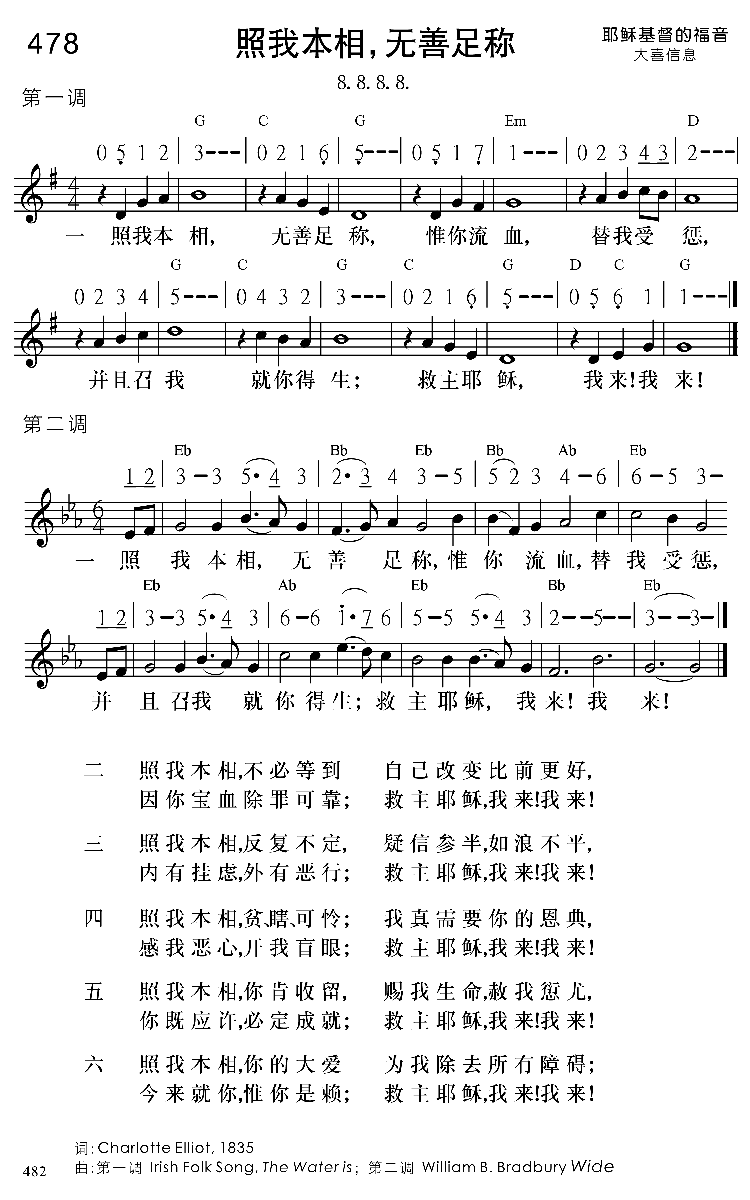 478
照我本相,无善足称
耶稣基督的福音
大喜信息
8. 8. 8. 8.
第一调
G C G Em D
0 5 1 2 | 3--- | 0 2 1 6 | 5--- | 0 5 1 7 | 1--- | 0 2 3 4 3 | 2---
一 照我本 相, 无善足 称, 惟你流 血, 替我受 惩,
G C G C G D C G
0 2 3 4 | 5--- | 0 4 3 2 | 3--- | 0 2 1 6 | 5--- | 0 5 6 1 | 1---
并且召 我 就你得 生; 救主耶 稣, 我来!我 来!
第二调
Eb Bb Eb Bb Ab Eb
1 2 | 3-3 5·4 3 | 2·3 4 3-5 | 5 2 3 4-6 | 6-5 3-
一 照 我 本 相, 无 善 足 称,惟 你 流 血,替 我 受 惩,
Eb Ab Eb Bb Eb
1 2 | 3-3 5·4 3 | 6-6 i·7 6 | 5-5 5·4 3 | 2--5-- | 3--3-
并 且 召我 就 你 得 生;救 主 耶 稣, 我 来!我 来!
二 照我本相,不必等到 自己改变比前更好,
因你宝血除罪可靠; 救主耶稣,我来!我来!
三 照我本相,反复不定, 疑信参半,如浪不平,
内有挂虑,外有恶行; 救主耶稣,我来!我来!
四 照我本相,贫、瞎、可怜; 我真需要你的恩典,
感我恶心,开我盲眼; 救主耶稣,我来!我来!
五 照我本相,你肯收留, 赐我生命,赦我愆尤,
你既应许,必定成就; 救主耶稣,我来!我来!
六 照我本相,你的大爱 为我除去所有障碍;
今来就你,惟你是赖; 救主耶稣,我来!我来!
词: Charlotte Elliot, 1835
曲:第一调 Irish Folk Song, The Water is; 第二调 William B. Bradbury Wide
482